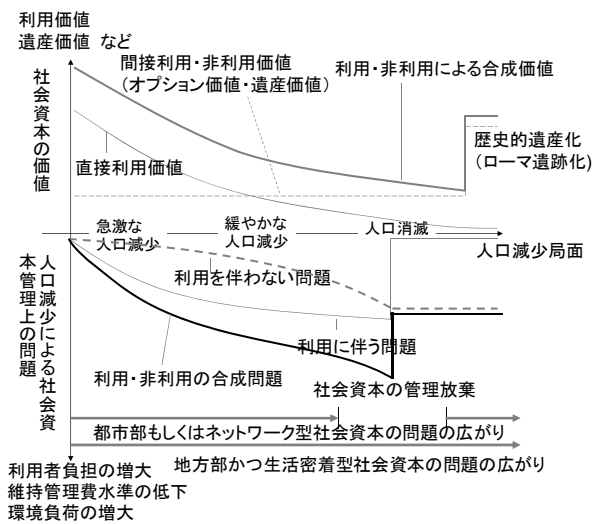 利用価値
遺産価値 など
間接利用・非利用価値
(オプション価値・遺産価値)
利用・非利用による合成価値
社会資本の価値
直接利用価値
歴史的遺産化
(ローマ遺跡化)
急激な
人口減少
緩やかな
人口減少
人口消滅
人口減少局面
人口減少による社会資
本管理上の問題
利用を伴わない問題
利用に伴う問題
利用・非利用の合成問題
社会資本の管理放棄
都市部もしくはネットワーク型社会資本の問題の広がり
地方部かつ生活密着型社会資本の問題の広がり
利用者負担の増大
維持管理費水準の低下
環境負荷の増大